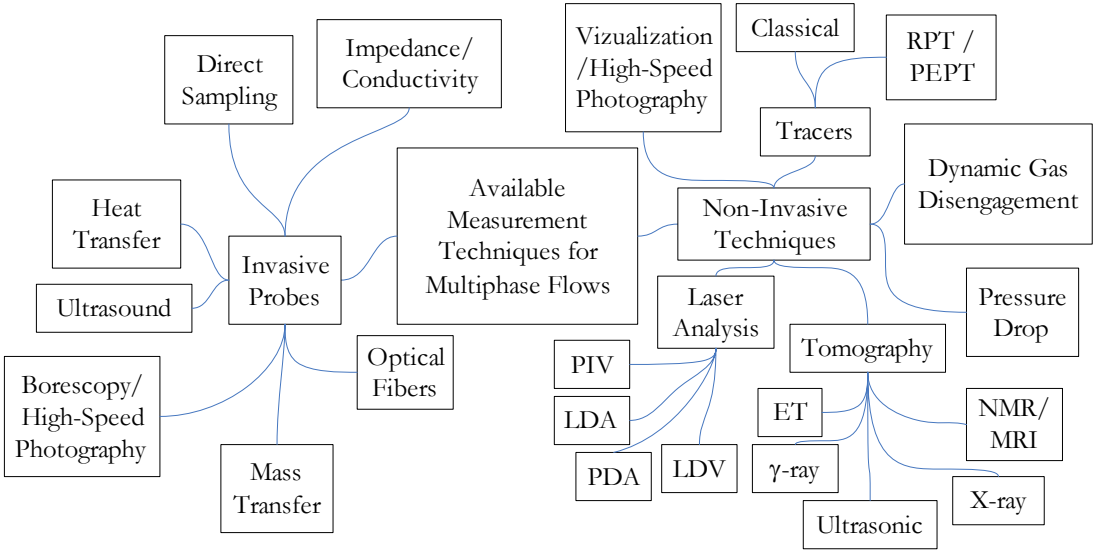 Direct
Sampling
Impedance/
Conductivity
Heat
Transfer
Ultrasound
Invasive
Probes
Borescopy/
High-Speed
Photography
Mass
Transfer
Optical
Fibers
Available
Measurement
Techniques for
Multiphase Flows
Vizualization
/High-Speed
Photography
Classical
RPT /
PEPT
Tracers
Non-Invasive
Techniques
Dynamic Gas
Disengagement
Pressure
Drop
Laser
Analysis
PIV
LDA
PDA
LDV
Tomography
ET
γ-ray
Ultrasonic
X-ray
NMR/
MRI